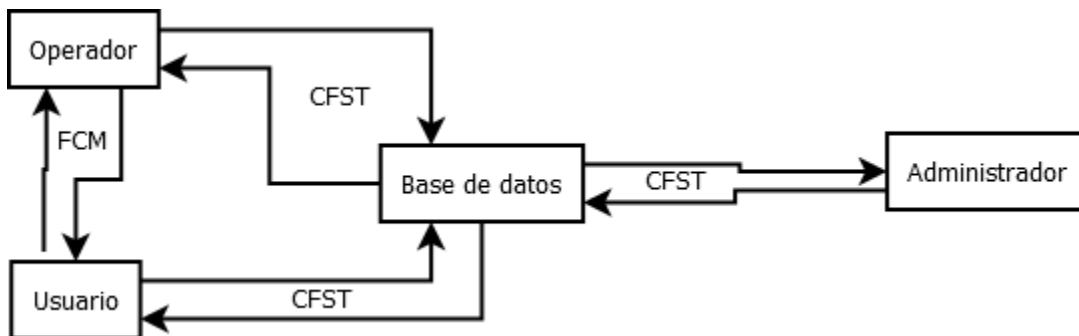 Operador
CFST
FCM
Base de datos
CFST
Administrador
Usuario
CFST